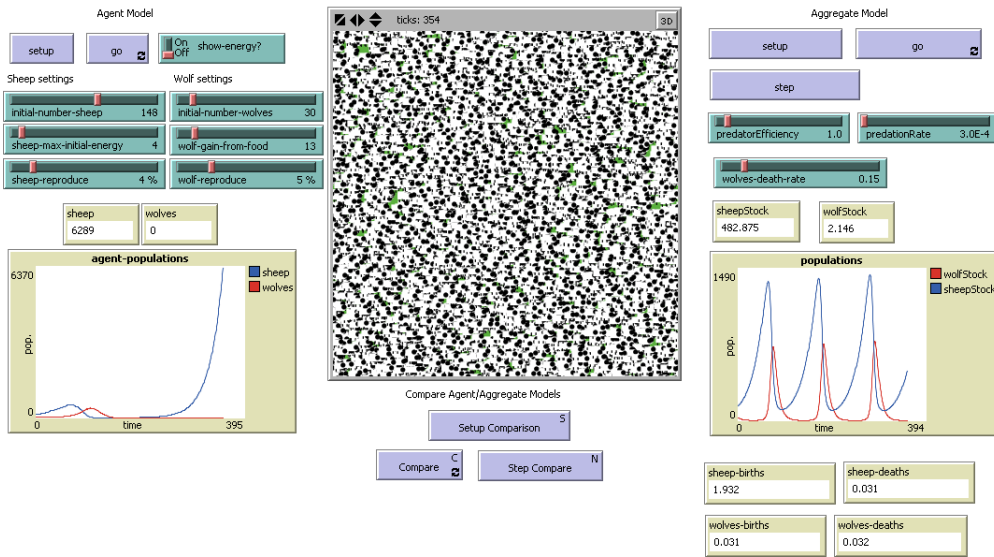 Agent Model
setup
go
On
Off
show-energy?
Sheep settings
Wolf settings
initial-number-sheep 148
initial-number-wolves 30
sheep-max-initial-energy 4
wolf-gain-from-food 13
sheep-reproduce 4 %
wolf-reproduce 5 %
sheep
6289
wolves
0
agent-populations
6370
pop.
0
0
time
395
sheep
wolves
ticks: 354
3D
Compare Agent/Aggregate Models
Setup Comparison S
Compare C
Step Compare N
Aggregate Model
setup
go
step
predatorEfficiency 1.0
predationRate 3.0E-4
wolves-death-rate 0.15
sheepStock
482.875
wolfStock
2.146
populations
1490
pop.
0
0
time
394
wolfStock
sheepStock
sheep-births
1.932
sheep-deaths
0.031
wolves-births
0.031
wolves-deaths
0.032